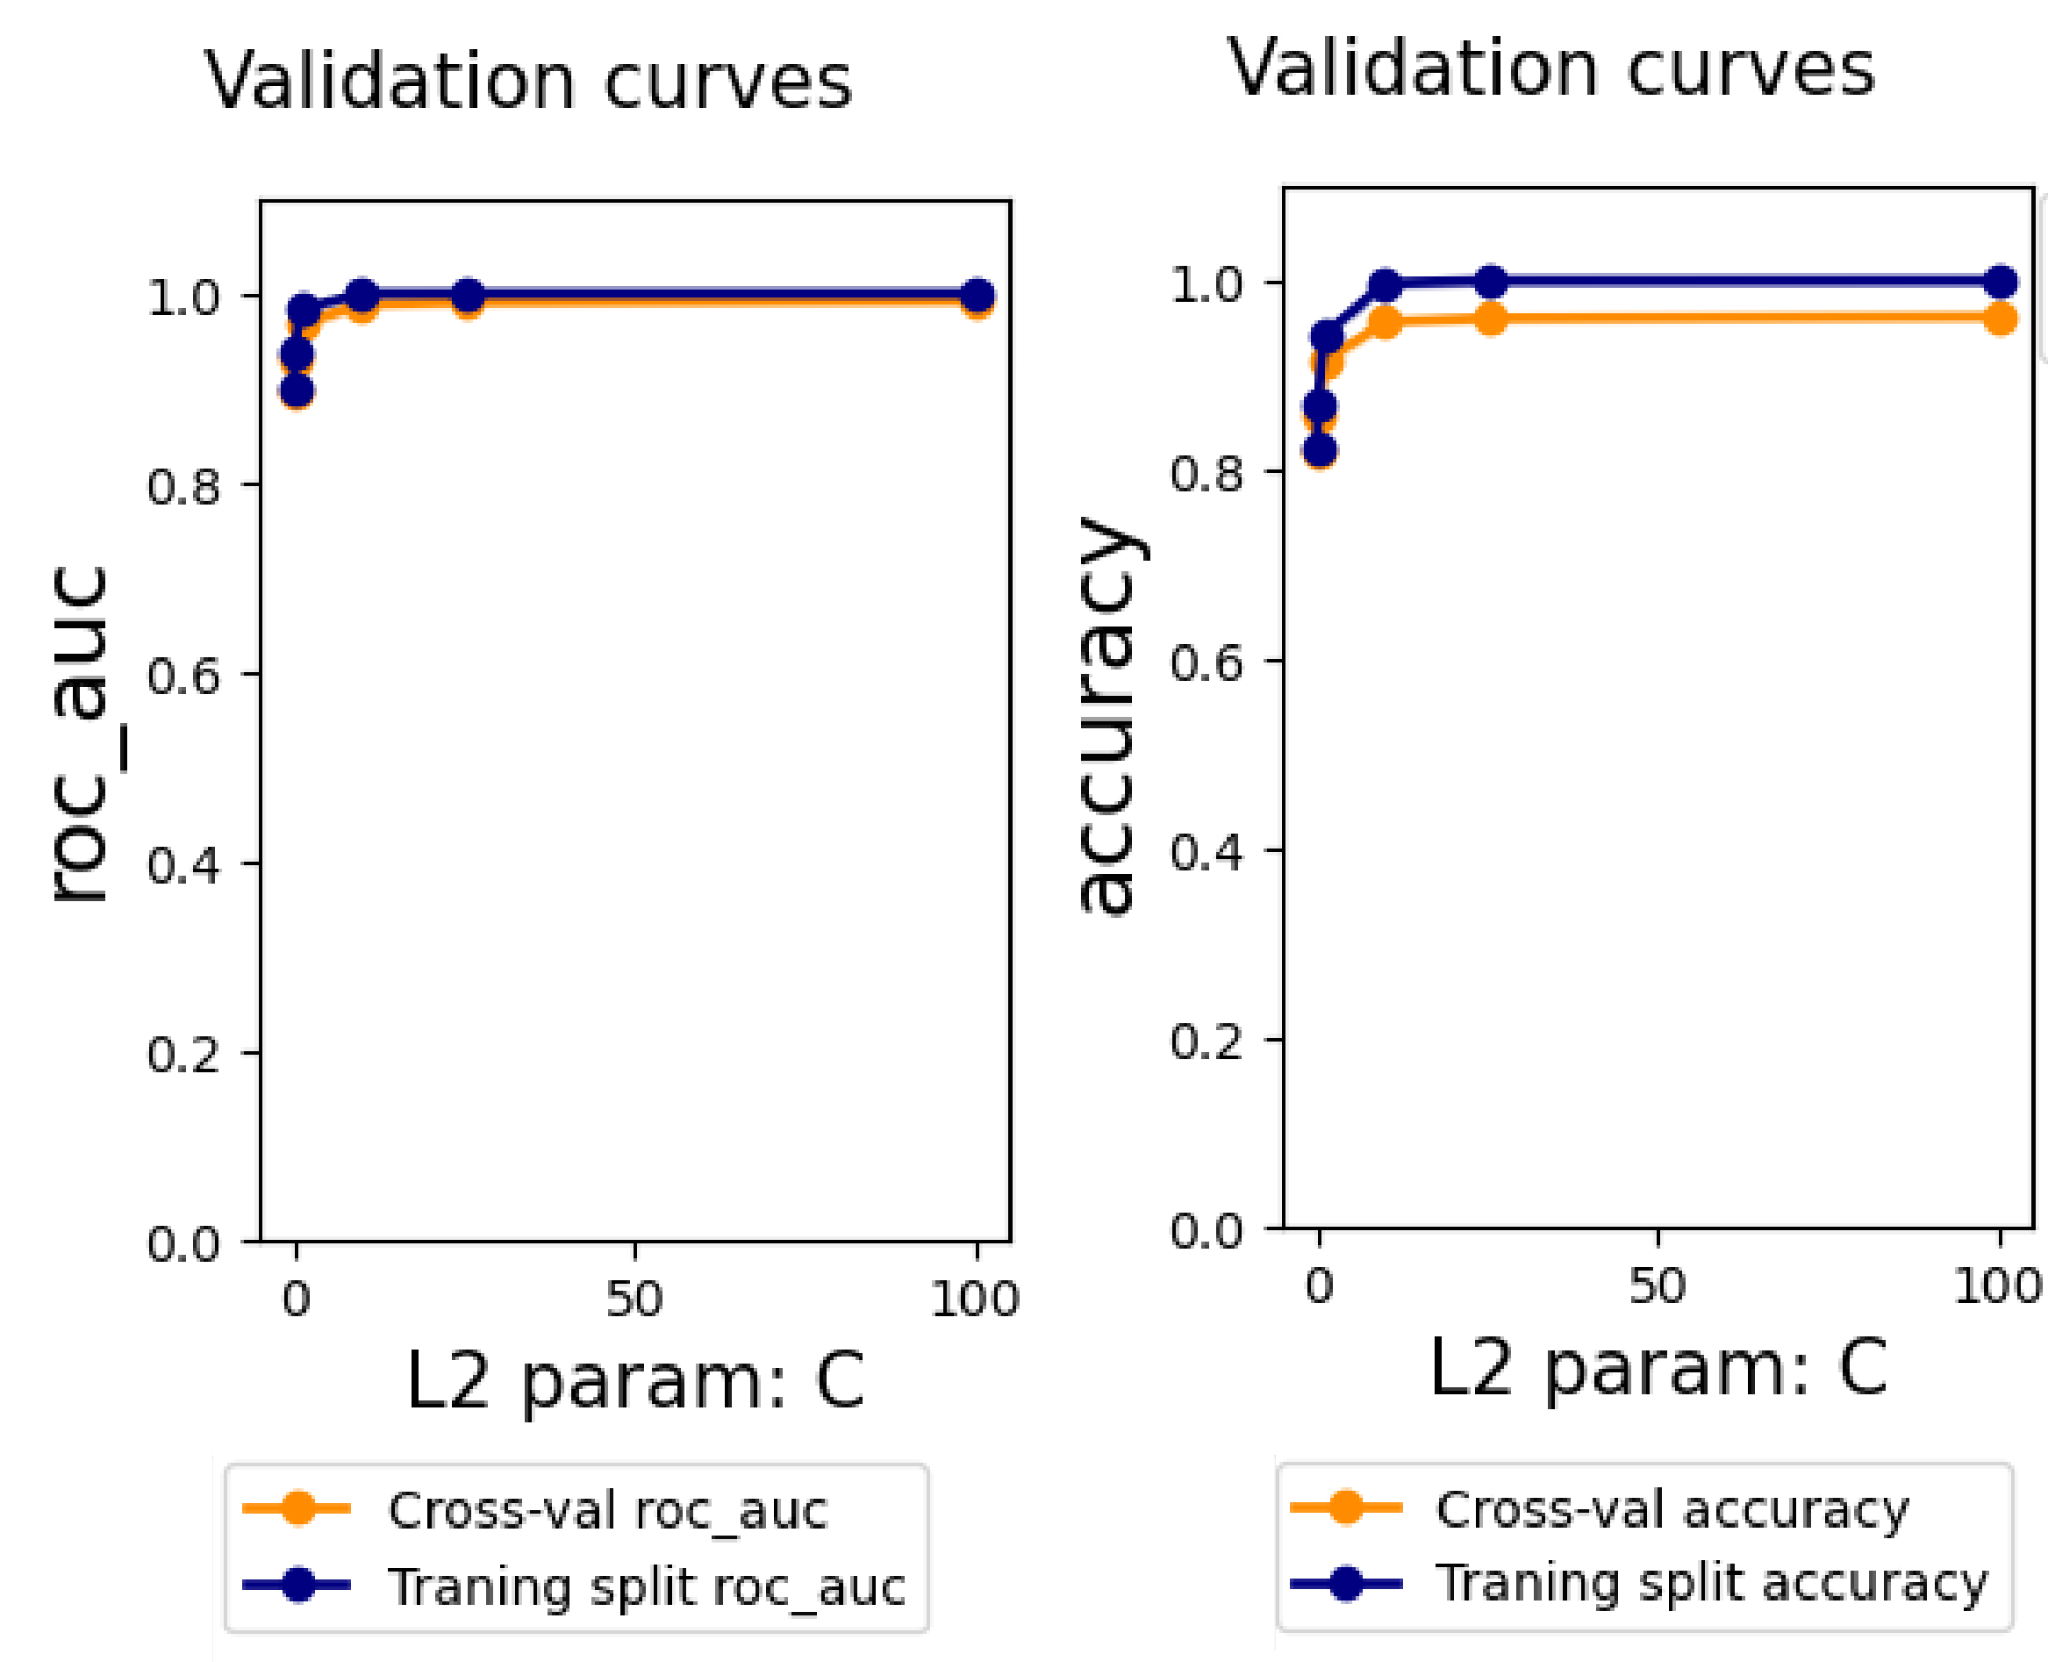 Validation curves
roc_auc
1.0
0.8
0.6
0.4
0.2
0.0
0 50 100
L2 param: C
Cross-val roc_auc
Traning split roc_auc
Validation curves
accuracy
1.0
0.8
0.6
0.4
0.2
0.0
0 50 100
L2 param: C
Cross-val accuracy
Traning split accuracy